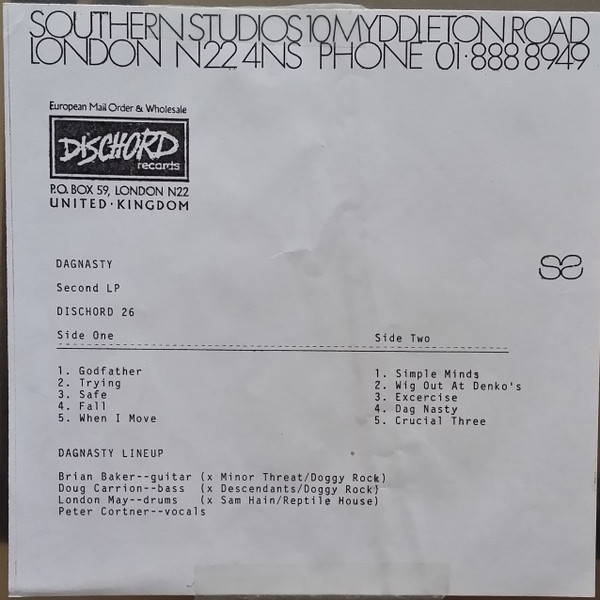 SOUTHERN STUDIOS 10 MYDDLETON ROAD
LONDON N22 4NS PHONE 01·888 8949
European Mail Order & Wholesale
DISCHORD
records
P.O. BOX 59, LONDON N22
UNITED·KINGDOM
SS
DAGNASTY
Second LP
DISCHORD 26
Side One Side Two
1. Godfather 1. Simple Minds
2. Trying 2. Wig Out At Denko's
3. Safe 3. Excercise
4. Fall 4. Dag Nasty
5. When I Move 5. Crucial Three
DAGNASTY LINEUP
Brian Baker--guitar (x Minor Threat/Doggy Rock)
Doug Carrion--bass (x Descendants/Doggy Rock)
London May--drums (x Sam Hain/Reptile House)
Peter Cortner--vocals